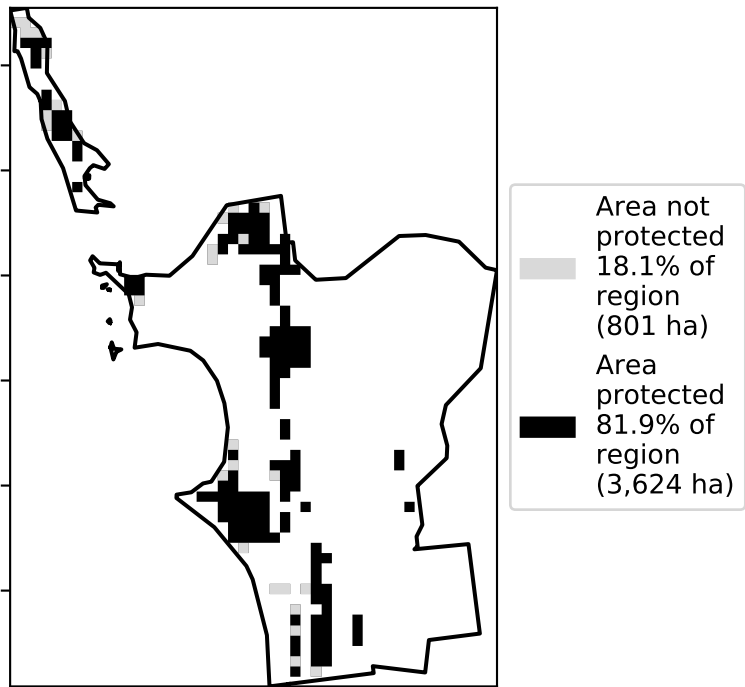 Area not
protected
18.1% of
region
(801 ha)
Area
protected
81.9% of
region
(3,624 ha)